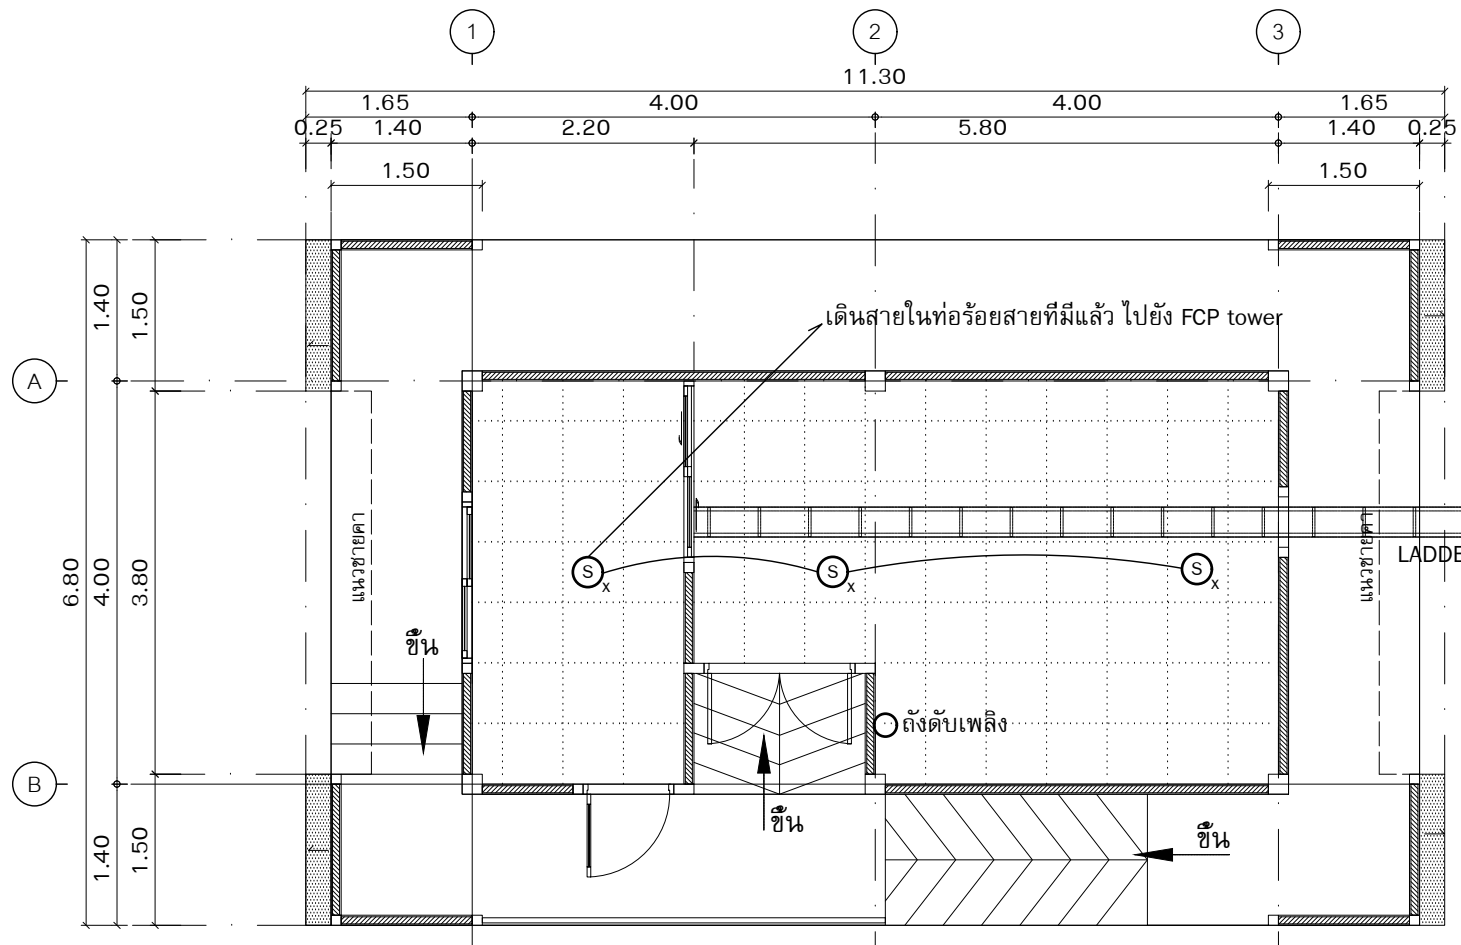 1 2 3
11.30
1.65 4.00 4.00 1.65
0.25 1.40 2.20 5.80 1.40 0.25
1.50 1.50
1.40 1.50
เดินสายในท่อร้อยสายที่มีแล้ว ไปยัง FCP tower
A
แนวชายคา
แนวชายคา
6.80 4.00 3.80
LADDE
S x S x S x
ขึ้น
ถังดับเพลิง
B
ขึ้น
ขึ้น
1.40 1.50